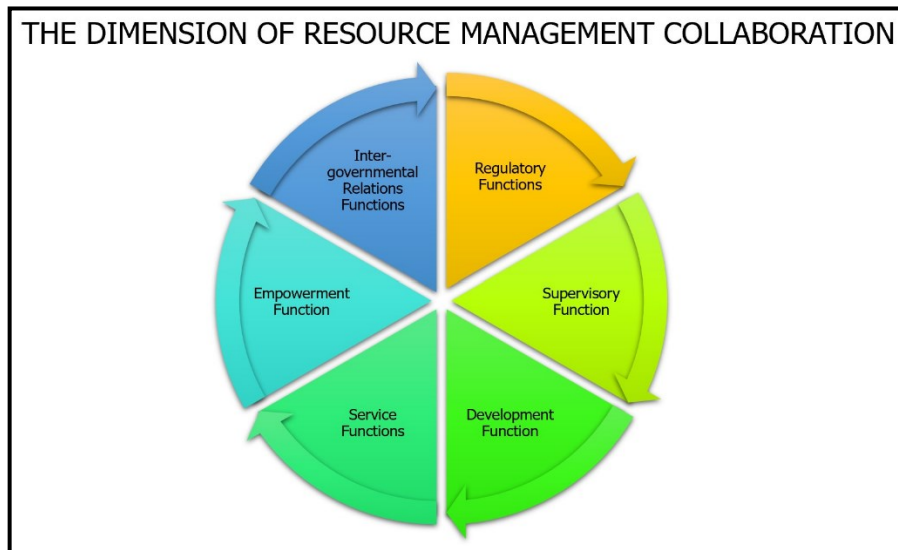 THE DIMENSION OF RESOURCE MANAGEMENT COLLABORATION
Inter-
governmental
Relations
Functions
Regulatory
Functions
Empowerment
Function
Supervisory
Function
Service
Functions
Development
Function